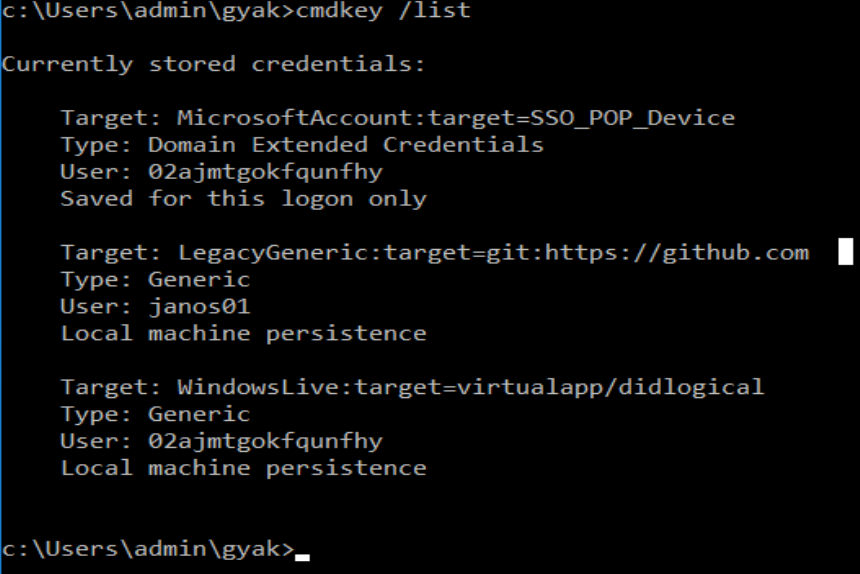 c:\Users\admin\gyak>cmdkey /list
Currently stored credentials:
Target: MicrosoftAccount:target=SSO_POP_Device
Type: Domain Extended Credentials
User: 02ajmtgokfqunfhy
Saved for this logon only
Target: LegacyGeneric:target=git:https://github.com
Type: Generic
User: janos01
Local machine persistence
Target: WindowsLive:target=virtualapp/didlogical
Type: Generic
User: 02ajmtgokfqunfhy
Local machine persistence
c:\Users\admin\gyak>